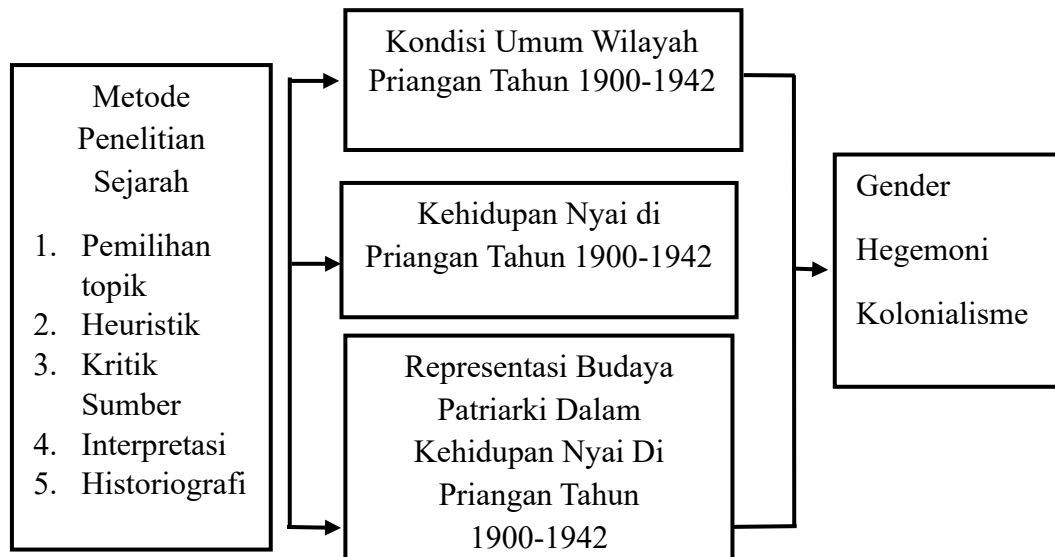 Metode
Penelitian
Sejarah
1. Pemilihan
topik
2. Heuristik
3. Kritik
Sumber
4. Interpretasi
5. Historiografi
Kondisi Umum Wilayah
Priangan Tahun 1900-1942
Kehidupan Nyai di
Priangan Tahun 1900-1942
Representasi Budaya
Patriarki Dalam
Kehidupan Nyai Di
Priangan Tahun
1900-1942
Gender
Hegemoni
Kolonialisme